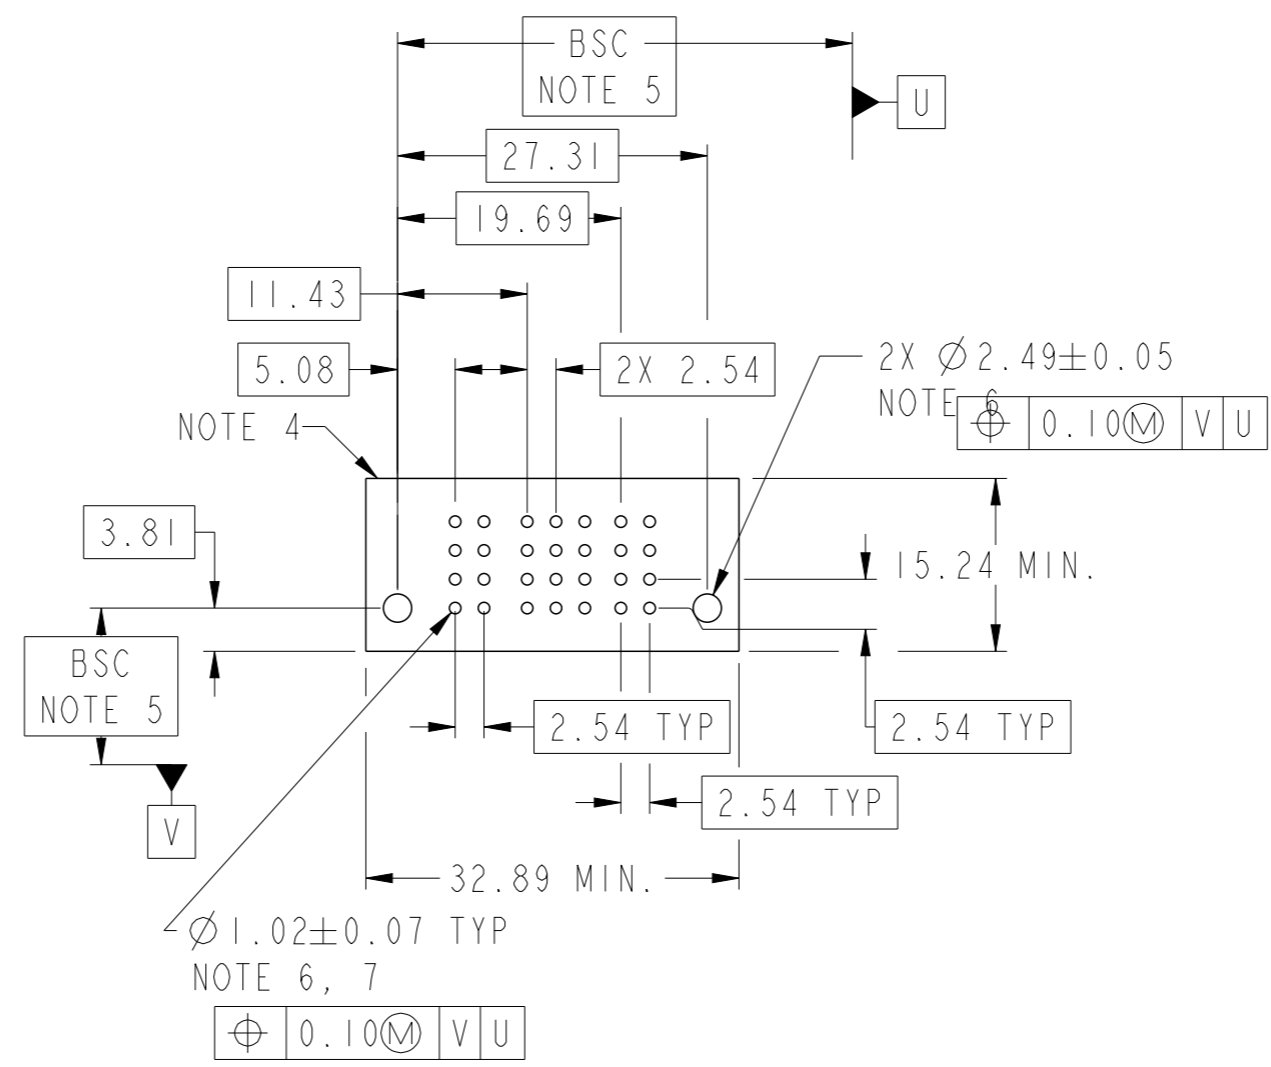 BSC
NOTE 5
U
27.31
19.69
11.43
5.08
2X 2.54
2X ⌀2.49±0.05
NOTE 6
⌖ 0.10Ⓜ V U
NOTE 4
3.81
15.24 MIN.
BSC
NOTE 5
2.54 TYP
2.54 TYP
2.54 TYP
V
32.89 MIN.
⌀1.02±0.07 TYP
NOTE 6, 7
⌖ 0.10Ⓜ V U